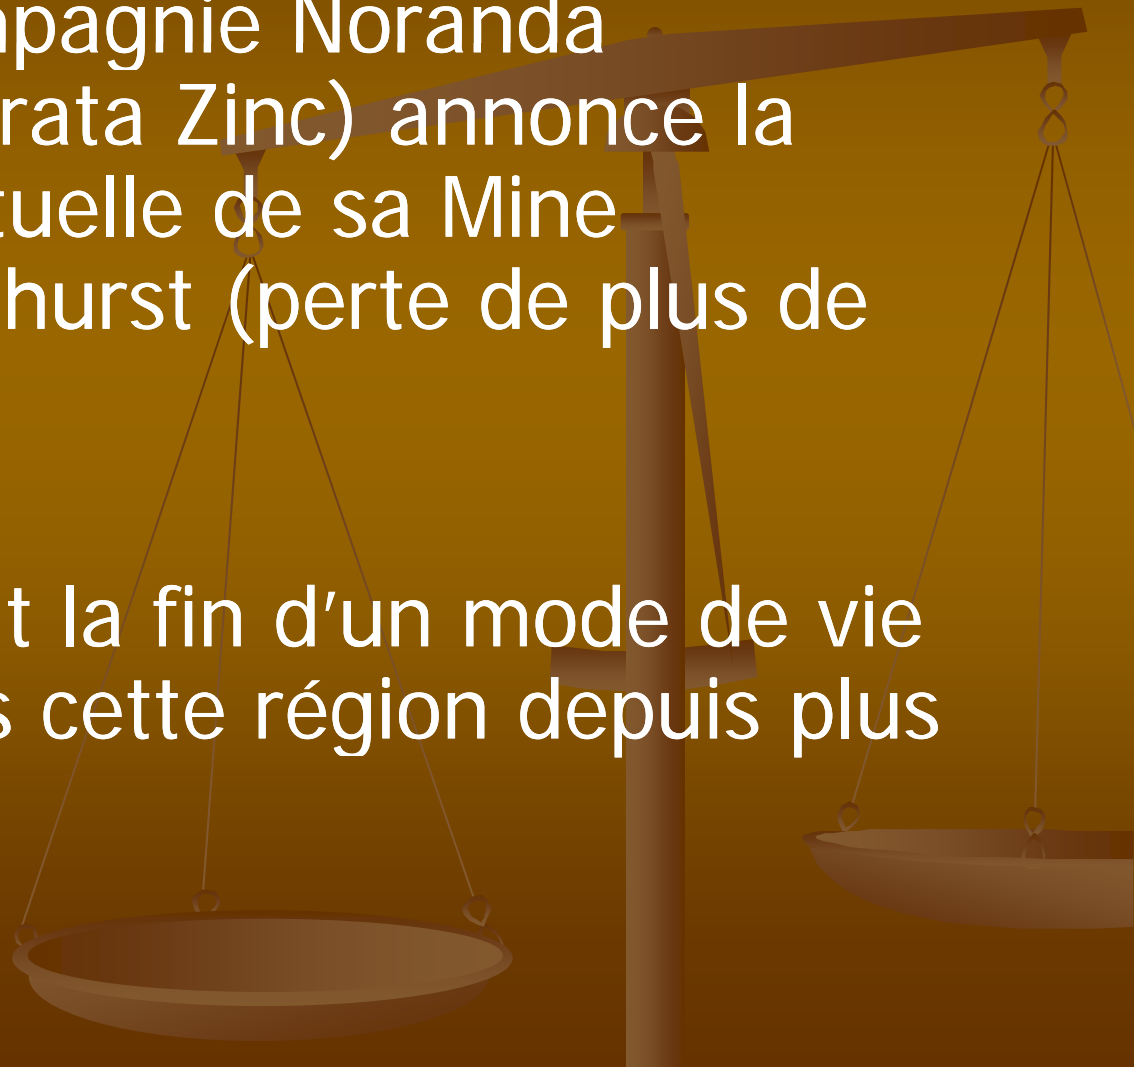 mpagnie Noranda
rata Zinc) annonce la
tuelle de sa Mine
hurst (perte de plus de
t la fin d'un mode de vie
s cette région depuis plus